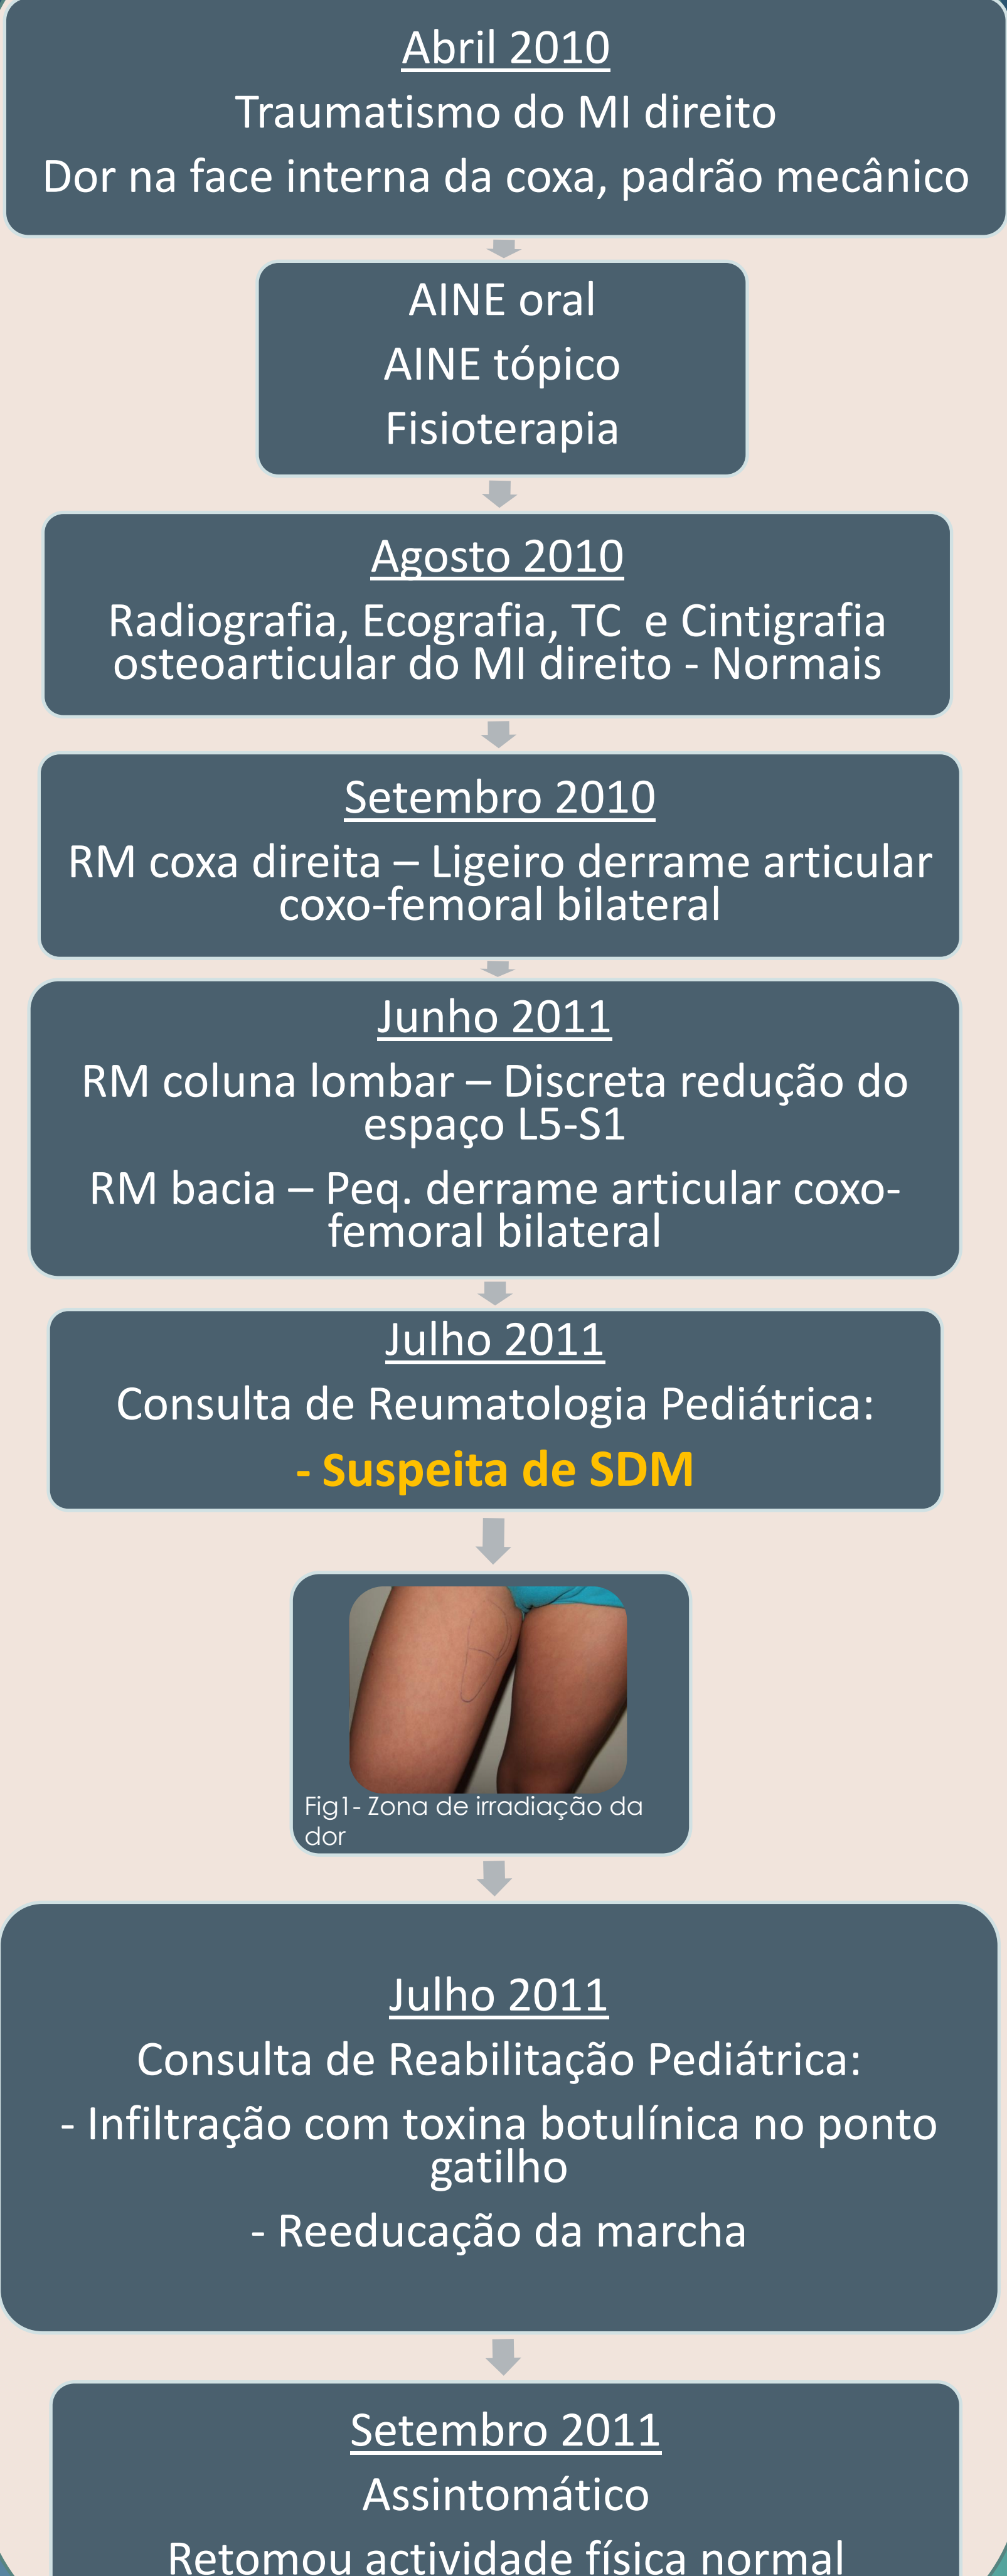 Abril 2010
Traumatismo do MI direito
Dor na face interna da coxa, padrão mecânico
AINE oral
AINE tópico
Fisioterapia
Agosto 2010
Radiografia, Ecografia, TC  e Cintigrafia
osteoarticular do MI direito - Normais
Setembro 2010
RM coxa direita – Ligeiro derrame articular
coxo-femoral bilateral
Junho 2011
RM coluna lombar – Discreta redução do
espaço L5-S1
RM bacia – Peq. derrame articular coxo-
femoral bilateral
Julho 2011
Consulta de Reumatologia Pediátrica:
- Suspeita de SDM
Fig1- Zona de irradiação da
dor
Julho 2011
Consulta de Reabilitação Pediátrica:
- Infiltração com toxina botulínica no ponto
gatilho
- Reeducação da marcha
Setembro 2011
Assintomático
Retomou actividade física normal